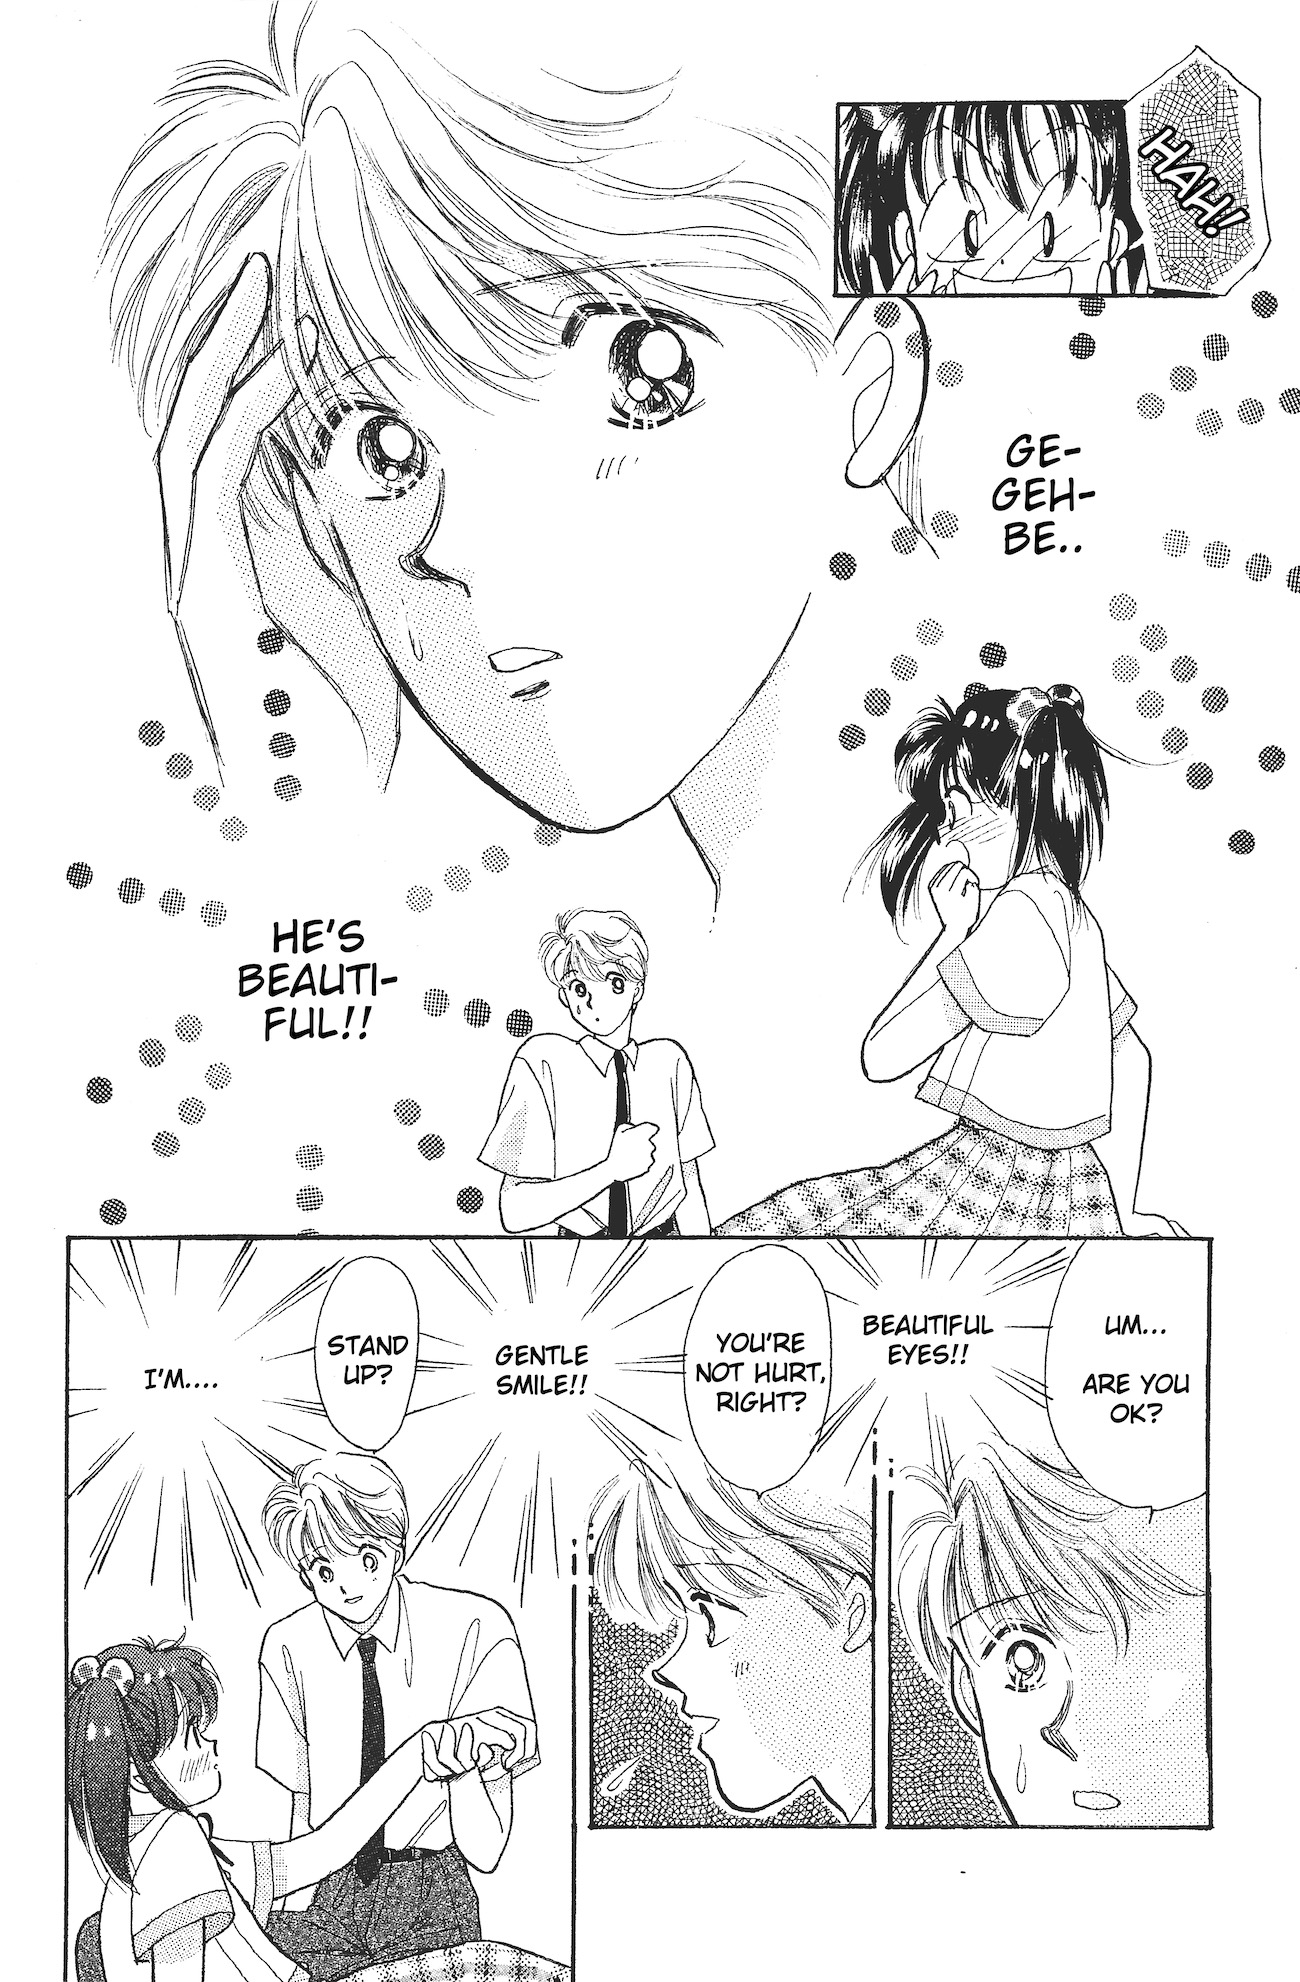 HAH!
GE-
GEH-
BE..
HE'S
BEAUTI-
FUL!!
UM...
ARE YOU
OK?
BEAUTIFUL
EYES!!
YOU'RE
NOT HURT,
RIGHT?
GENTLE
SMILE!!
STAND
UP?
I'M....